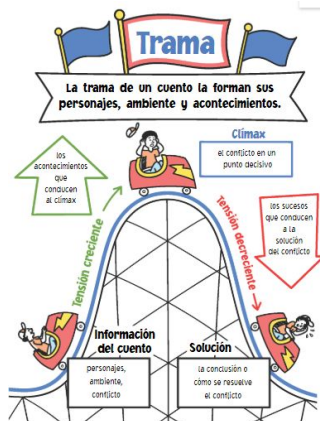 Trama
La trama de un cuento la forman sus
personajes, ambiente y acontecimientos.
Clímax
el conflicto en un
punto decisivo
los
acontecimientos
que
conducen
al clímax
Tensión creciente
Tensión decreciente
los sucesos
que conducen
a la
solución
del conflicto
Información
del cuento
personajes,
ambiente,
conflicto
Solución
la conclusión o
cómo se resuelve
el conflicto